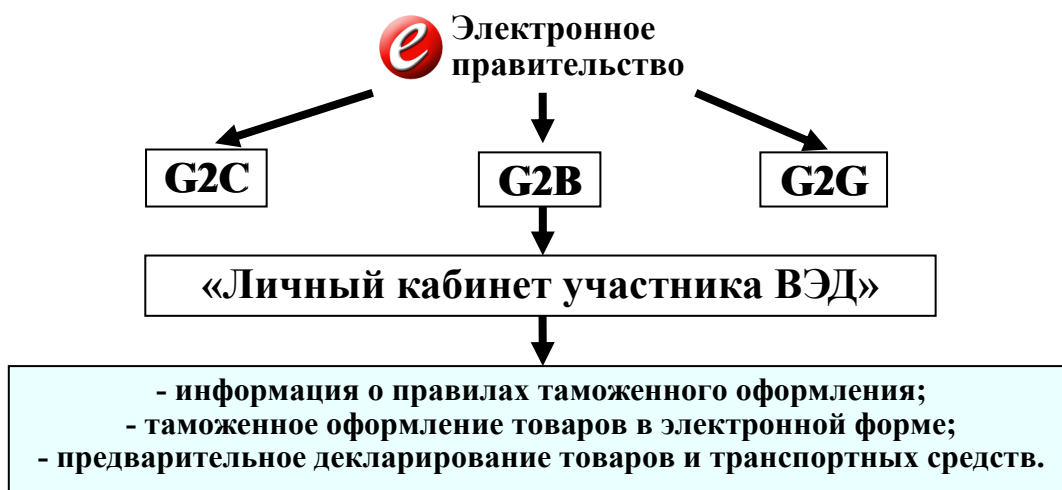 e
Электронное
правительство
G2C
G2B
G2G
«Личный кабинет участника ВЭД»
- информация о правилах таможенного оформления;
- таможенное оформление товаров в электронной форме;
- предварительное декларирование товаров и транспортных средств.